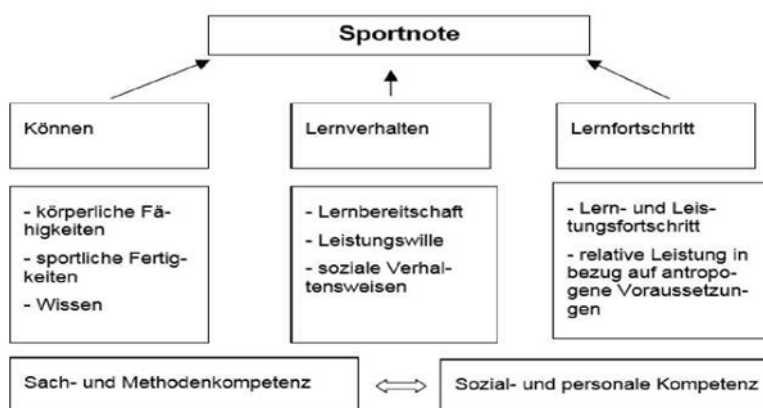 Sportnote
Können
Lernverhalten
Lernfortschritt
- körperliche Fä-
higkeiten
- sportliche Fertig-
keiten
- Wissen
- Lernbereitschaft
- Leistungswille
- soziale Verhal-
tensweisen
- Lern- und Leis-
tungsfortschritt
- relative Leistung in
bezug auf antropo-
gene Voraussetzun-
gen
Sach- und Methodenkompetenz
Sozial- und personale Kompetenz